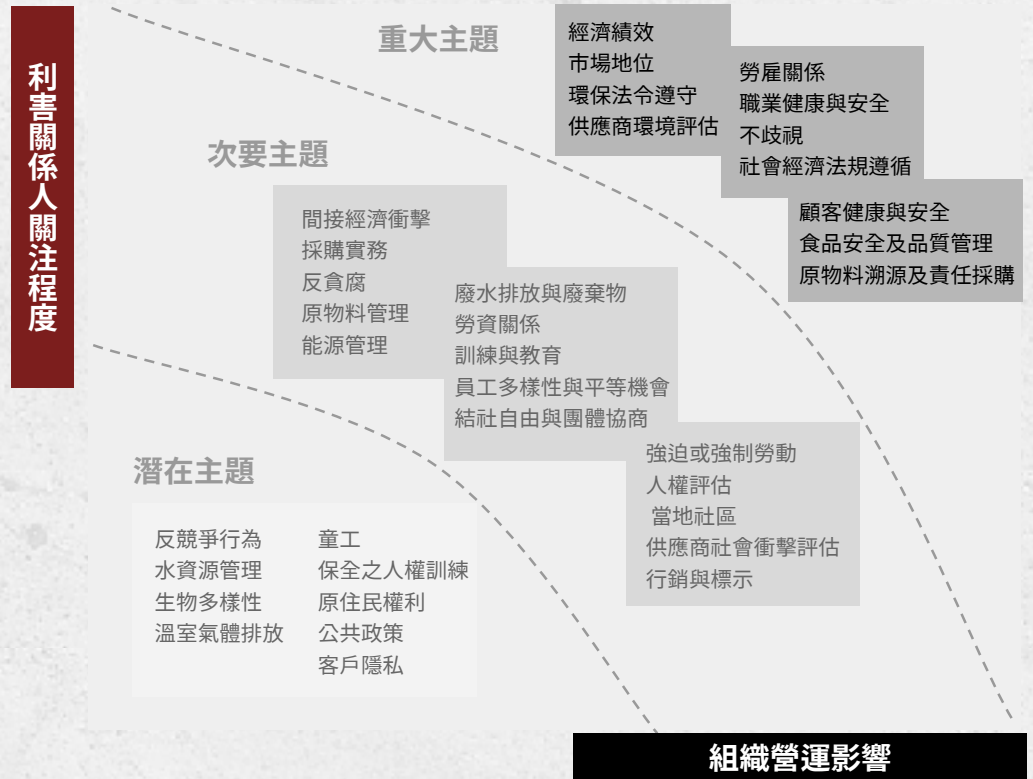 利害關係人關注程度
重大主題
經濟績效
市場地位
環保法令遵守
供應商環境評估
勞雇關係
職業健康與安全
不歧視
社會經濟法規遵循
顧客健康與安全
食品安全及品質管理
原物料溯源及責任採購
次要主題
間接經濟衝擊
採購實務
反貪腐
原物料管理
能源管理
廢水排放與廢棄物
勞資關係
訓練與教育
員工多樣性與平等機會
結社自由與團體協商
強迫或強制勞動
人權評估
當地社區
供應商社會衝擊評估
行銷與標示
潛在主題
反競爭行為
水資源管理
生物多樣性
溫室氣體排放
童工
保全之人權訓練
原住民權利
公共政策
客戶隱私
組織營運影響